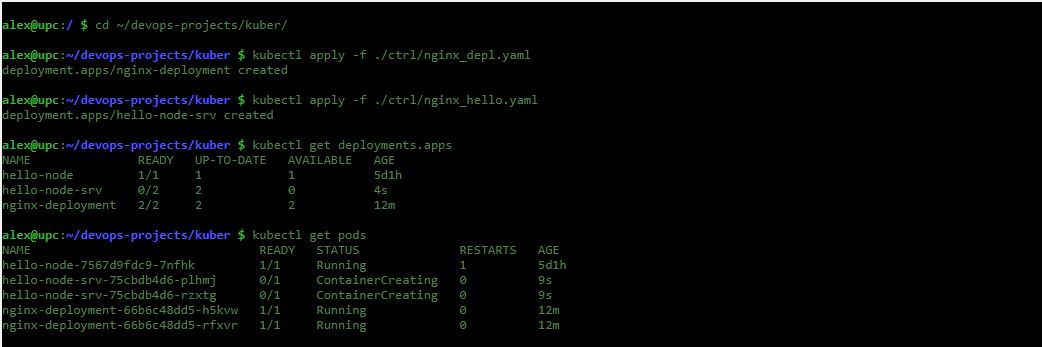 alex@upc:/ $ cd ~/devops-projects/kuber/
alex@upc:~/devops-projects/kuber $ kubectl apply -f ./ctrl/nginx_depl.yaml
deployment.apps/nginx-deployment created
alex@upc:~/devops-projects/kuber $ kubectl apply -f ./ctrl/nginx_hello.yaml
deployment.apps/hello-node-srv created
alex@upc:~/devops-projects/kuber $ kubectl get deployments.apps
NAME               READY   UP-TO-DATE   AVAILABLE   AGE
hello-node         1/1     1            1           5d1h
hello-node-srv     0/2     2            0           4s
nginx-deployment   2/2     2            2           12m
alex@upc:~/devops-projects/kuber $ kubectl get pods
NAME                                READY   STATUS              RESTARTS   AGE
hello-node-7567d9fdc9-7nfhk         1/1     Running             1          5d1h
hello-node-srv-75cbdb4d6-plhmj      0/1     ContainerCreating   0          9s
hello-node-srv-75cbdb4d6-rzxtg      0/1     ContainerCreating   0          9s
nginx-deployment-66b6c48dd5-h5kvw   1/1     Running             0          12m
nginx-deployment-66b6c48dd5-rfxvr   1/1     Running             0          12m